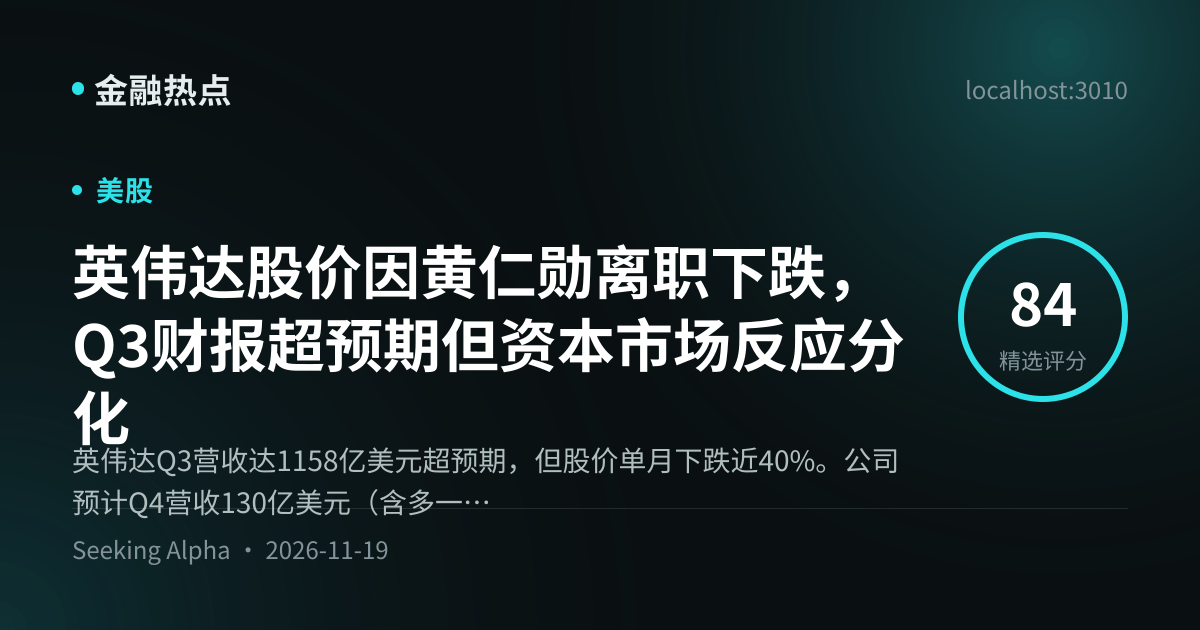 金融热点
localhost:3010
美股
英伟达股价因黄仁勋离职下跌，
Q3财报超预期但资本市场反应分
化
84
精选评分
英伟达Q3营收达1158亿美元超预期，但股价单月下跌近40%。公司
预计Q4营收130亿美元（含多一…
Seeking Alpha · 2026-11-19